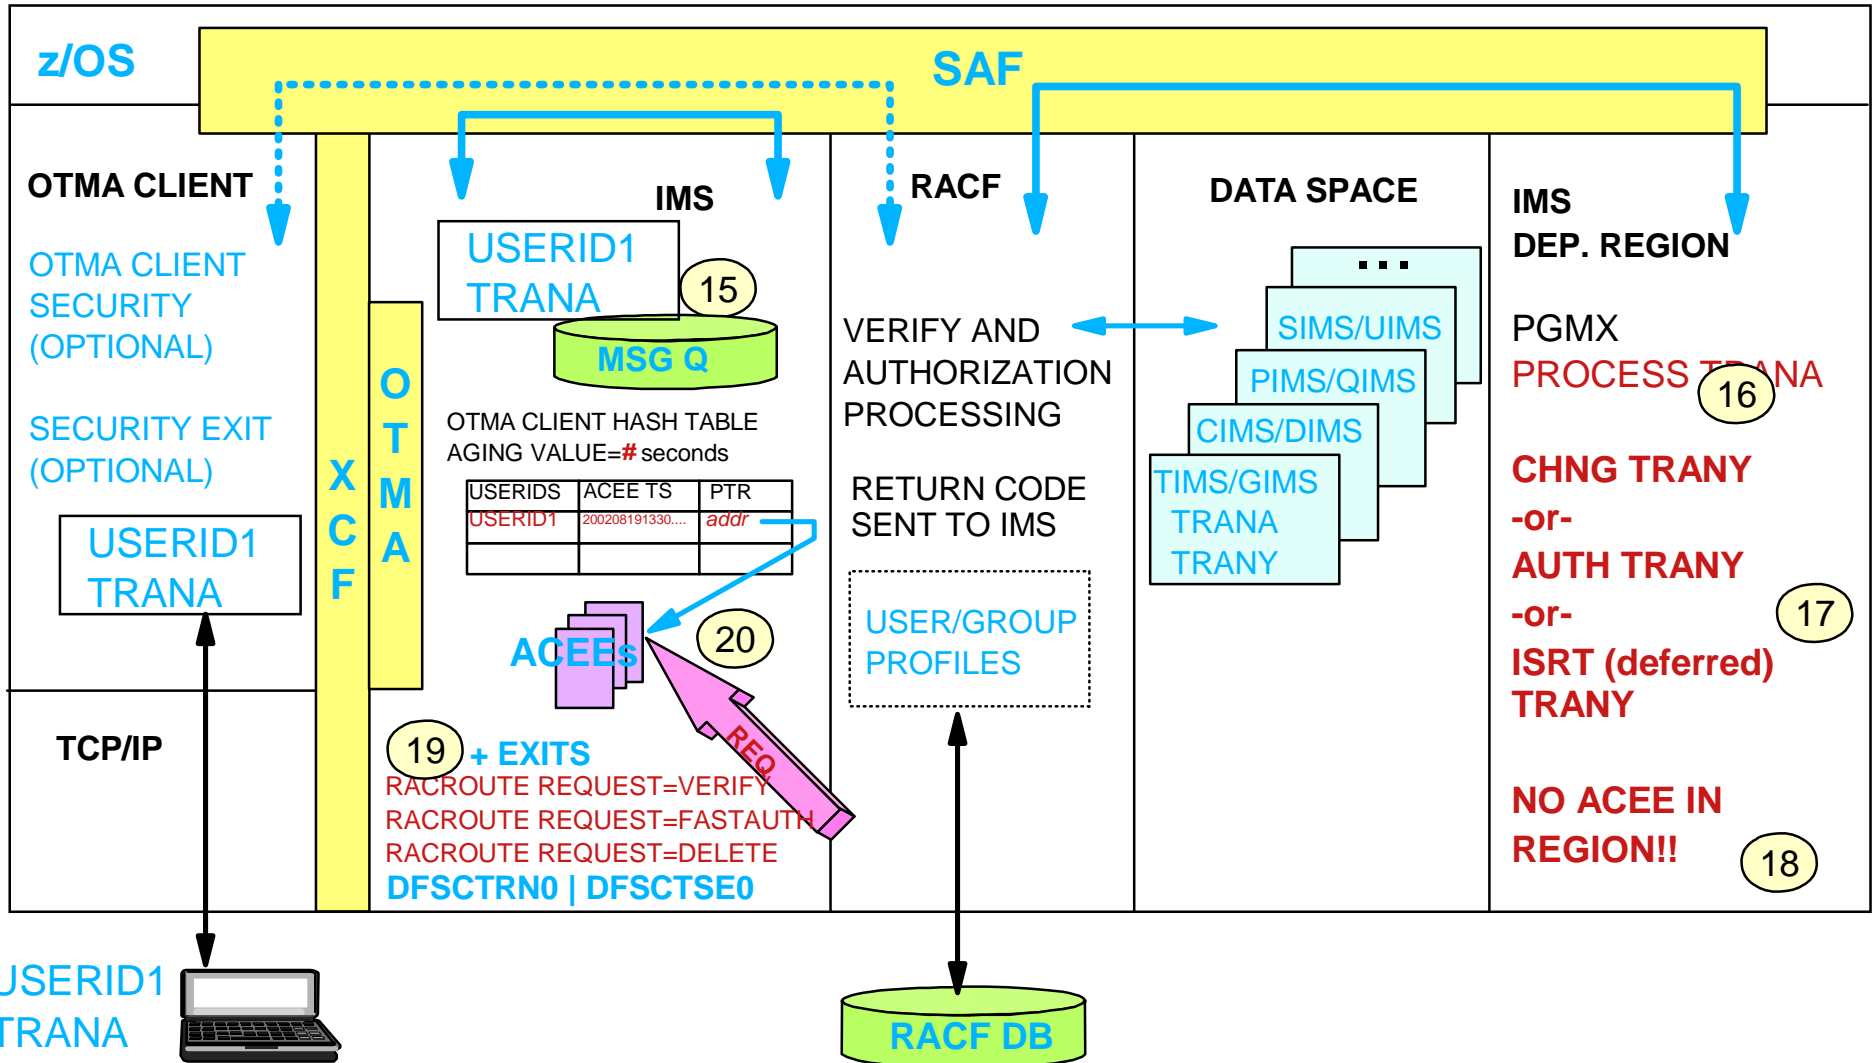 z/OS
SAF
OTMA CLIENT
OTMA CLIENT
SECURITY
(OPTIONAL)
SECURITY EXIT
(OPTIONAL)
USERID1
TRANA
TCP/IP
USERID1
TRANA
XCF
OTMA
IMS
USERID1
TRANA
15
MSG Q
OTMA CLIENT HASH TABLE
AGING VALUE=# seconds
USERIDS ACEE TS PTR
USERID1 200208191330.... addr
ACEEs
20
REQ
19 + EXITS
RACROUTE REQUEST=VERIFY
RACROUTE REQUEST=FASTAUTH
RACROUTE REQUEST=DELETE
DFSCTRN0 | DFSCTSE0
RACF
VERIFY AND
AUTHORIZATION
PROCESSING
RETURN CODE
SENT TO IMS
USER/GROUP
PROFILES
RACF DB
DATA SPACE
...
SIMS/UIMS
PIMS/QIMS
CIMS/DIMS
TIMS/GIMS
TRANA
TRANY
IMS
DEP. REGION
PGMX
PROCESS TRANA
16
CHNG TRANY
-or-
AUTH TRANY
-or-
17
ISRT (deferred)
TRANY
NO ACEE IN
REGION!!
18